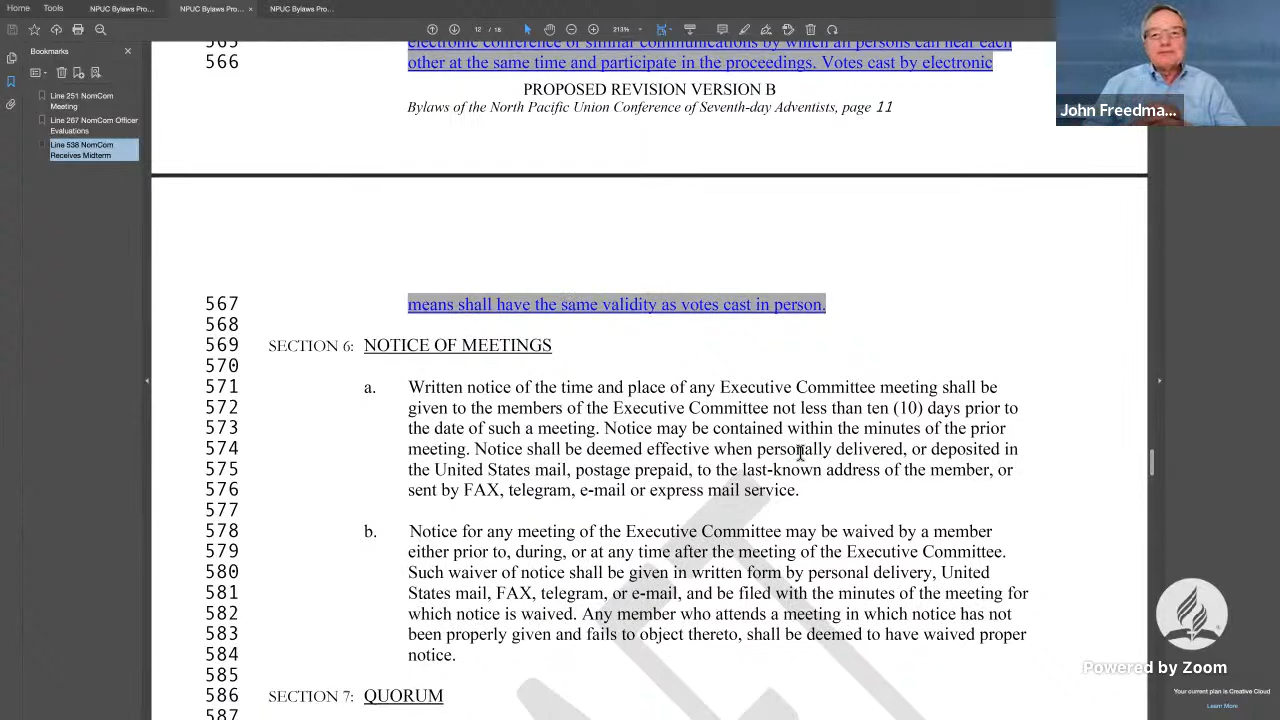 Home
Tools
NPUC Bylaws Pro...
NPUC Bylaws Pro... ×
NPUC Bylaws Pro...
12 / 18
213%
Bookmarks
×
Line 251 NomCom
Meeting
Line 267 NomCom Officer
Evaluations
Line 538 NomCom
Receives Midterm
565 electronic conference or similar communications by which all persons can hear each
566 other at the same time and participate in the proceedings. Votes cast by electronic
PROPOSED REVISION VERSION B
Bylaws of the North Pacific Union Conference of Seventh-day Adventists, page 11
John Freedma...
567 means shall have the same validity as votes cast in person.
568
569 SECTION 6: NOTICE OF MEETINGS
570
571 a. Written notice of the time and place of any Executive Committee meeting shall be
572 given to the members of the Executive Committee not less than ten (10) days prior to
573 the date of such a meeting. Notice may be contained within the minutes of the prior
574 meeting. Notice shall be deemed effective when personally delivered, or deposited in
575 the United States mail, postage prepaid, to the last-known address of the member, or
576 sent by FAX, telegram, e-mail or express mail service.
577
578 b. Notice for any meeting of the Executive Committee may be waived by a member
579 either prior to, during, or at any time after the meeting of the Executive Committee.
580 Such waiver of notice shall be given in written form by personal delivery, United
581 States mail, FAX, telegram, or e-mail, and be filed with the minutes of the meeting for
582 which notice is waived. Any member who attends a meeting in which notice has not
583 been properly given and fails to object thereto, shall be deemed to have waived proper
584 notice.
585
586 SECTION 7: QUORUM
587
Powered by Zoom
Your current plan is Creative Cloud
Learn More